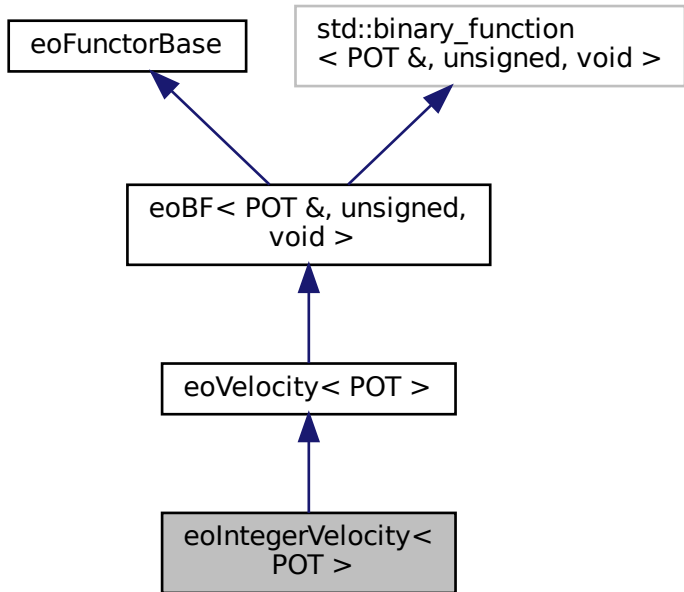 eoFunctorBase
std::binary_function
< POT &, unsigned, void >
eoBF< POT &, unsigned,
void >
eoVelocity< POT >
eoIntegerVelocity<
POT >